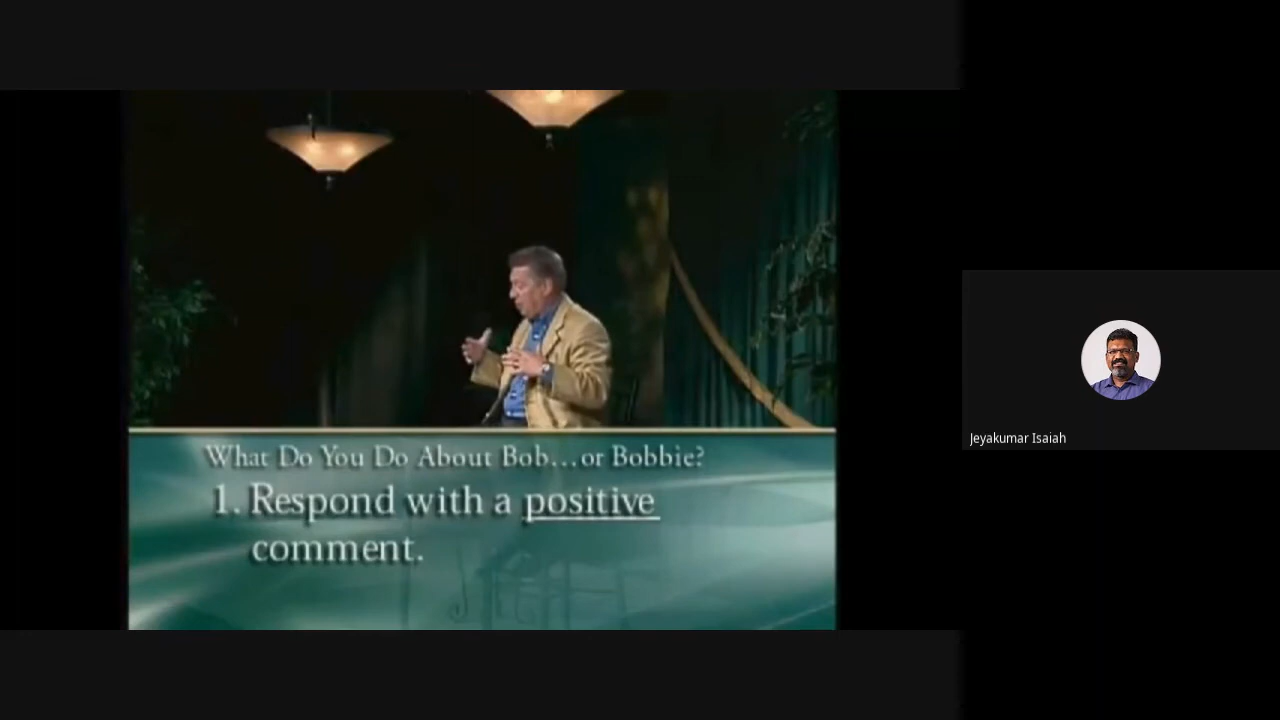 What Do You Do About Bob...or Bobbie?
1. Respond with a positive
comment.
Jeyakumar Isaiah